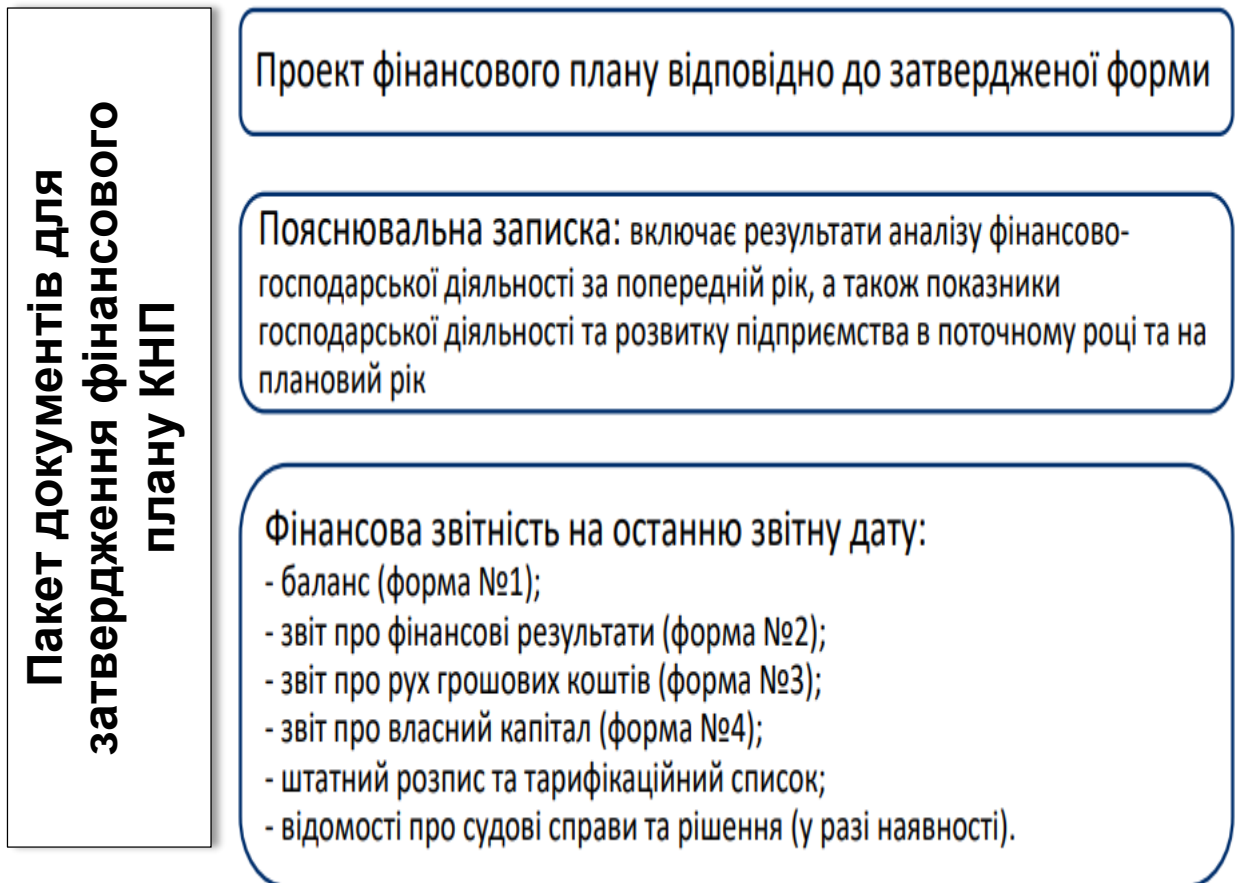 Пакет документів для
затвердження фінансового
плану КНП
Проект фінансового плану відповідно до затвердженої форми
Пояснювальна записка: включає результати аналізу фінансово-
господарської діяльності за попередній рік, а також показники
господарської діяльності та розвитку підприємства в поточному році та на
плановий рік
Фінансова звітність на останню звітну дату:
- баланс (форма №1);
- звіт про фінансові результати (форма №2);
- звіт про рух грошових коштів (форма №3);
- звіт про власний капітал (форма №4);
- штатний розпис та тарифікаційний список;
- відомості про судові справи та рішення (у разі наявності).